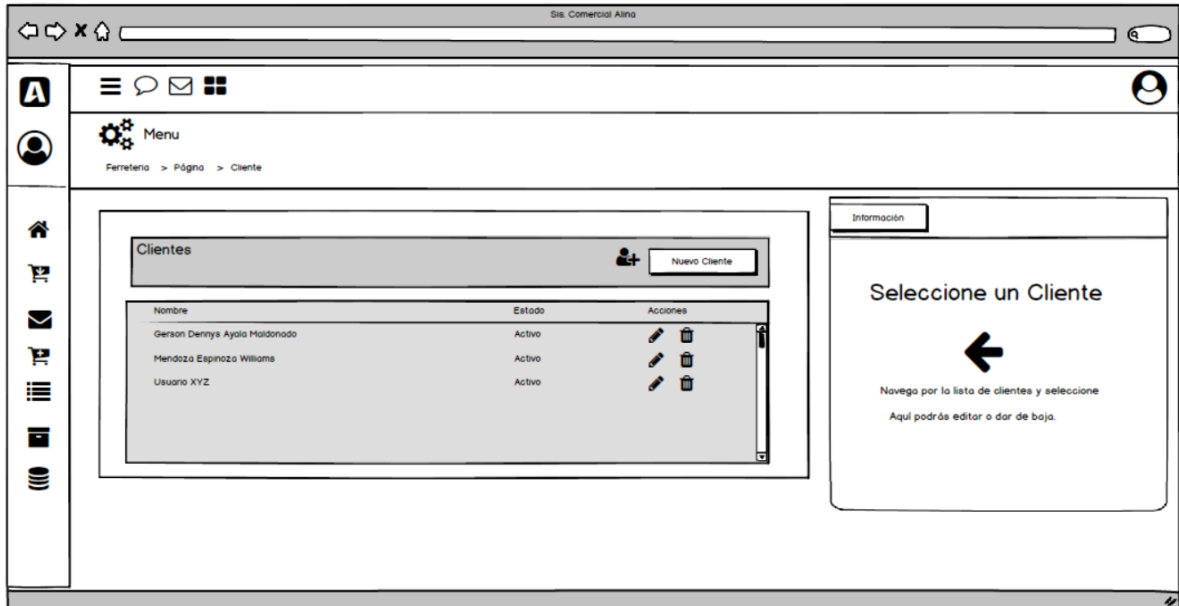 Sis. Comercial Alina
A
Menu
Ferreteria > Página > Cliente
Clientes
Nuevo Cliente
Nombre Estado Acciones
Gerson Dennys Ayala Maldonado Activo
Mendoza Espinoza Williams Activo
Usuario XYZ Activo
Información
Seleccione un Cliente
Navega por la lista de clientes y seleccione
Aquí podrás editar o dar de baja.